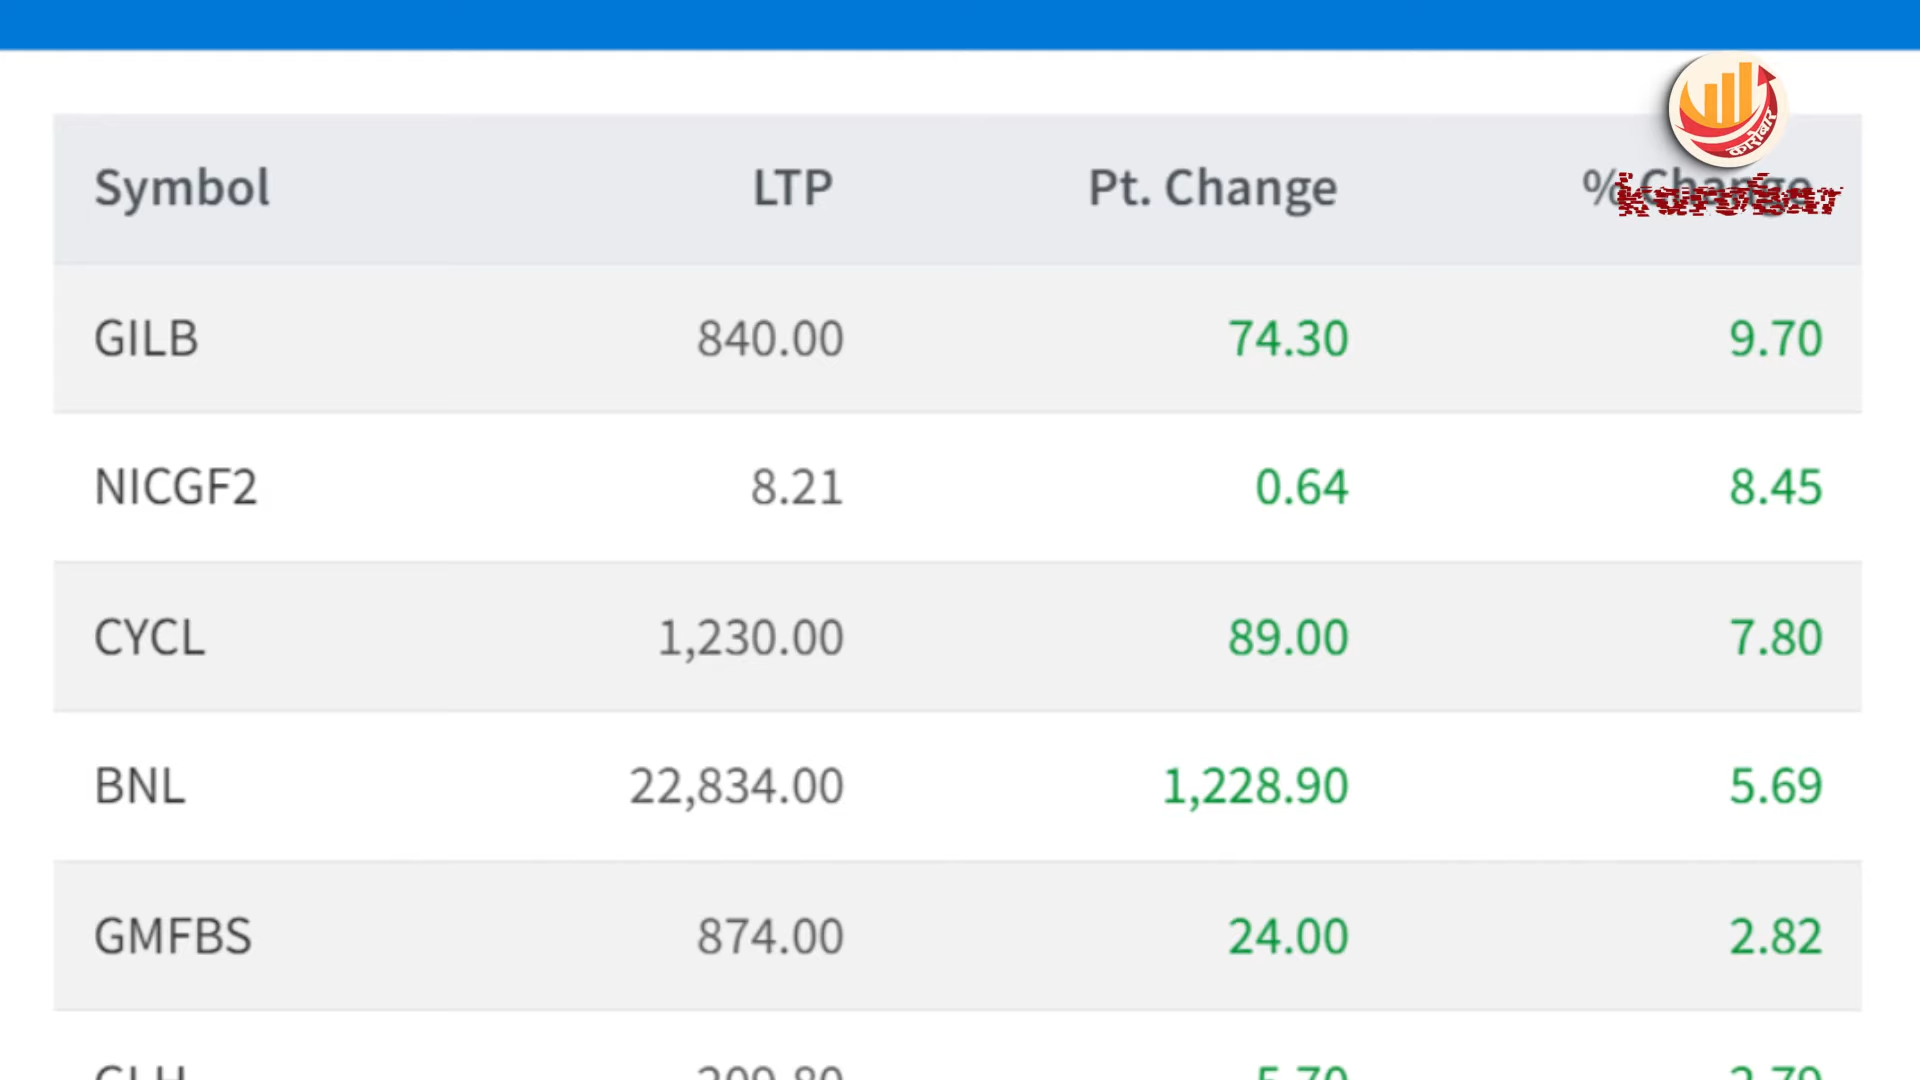 कारोबार
Symbol LTP Pt. Change % Change
karobar
GILB 840.00 74.30 9.70
NICGF2 8.21 0.64 8.45
CYCL 1,230.00 89.00 7.80
BNL 22,834.00 1,228.90 5.69
GMFBS 874.00 24.00 2.82